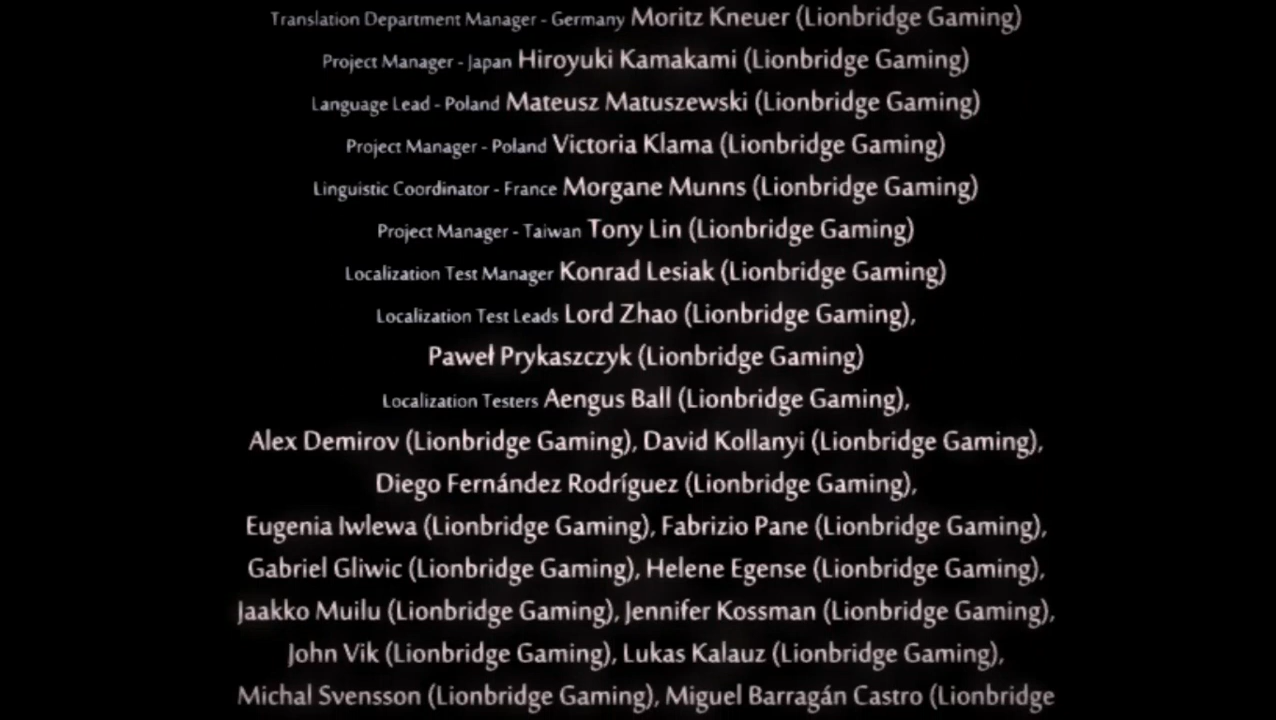 Translation Department Manager - Germany Moritz Kneuer (Lionbridge Gaming)
Project Manager - Japan Hiroyuki Kamakami (Lionbridge Gaming)
Language Lead - Poland Mateusz Matuszewski (Lionbridge Gaming)
Project Manager - Poland Victoria Klama (Lionbridge Gaming)
Linguistic Coordinator - France Morgane Munns (Lionbridge Gaming)
Project Manager - Taiwan Tony Lin (Lionbridge Gaming)
Localization Test Manager Konrad Lesiak (Lionbridge Gaming)
Localization Test Leads Lord Zhao (Lionbridge Gaming),
Paweł Prykaszczyk (Lionbridge Gaming)
Localization Testers Aengus Ball (Lionbridge Gaming),
Alex Demirov (Lionbridge Gaming), David Kollanyi (Lionbridge Gaming),
Diego Fernández Rodríguez (Lionbridge Gaming),
Eugenia Iwlewa (Lionbridge Gaming), Fabrizio Pane (Lionbridge Gaming),
Gabriel Gliwic (Lionbridge Gaming), Helene Egense (Lionbridge Gaming),
Jaakko Muilu (Lionbridge Gaming), Jennifer Kossman (Lionbridge Gaming),
John Vik (Lionbridge Gaming), Lukas Kalauz (Lionbridge Gaming),
Michal Svensson (Lionbridge Gaming), Miguel Barragán Castro (Lionbridge